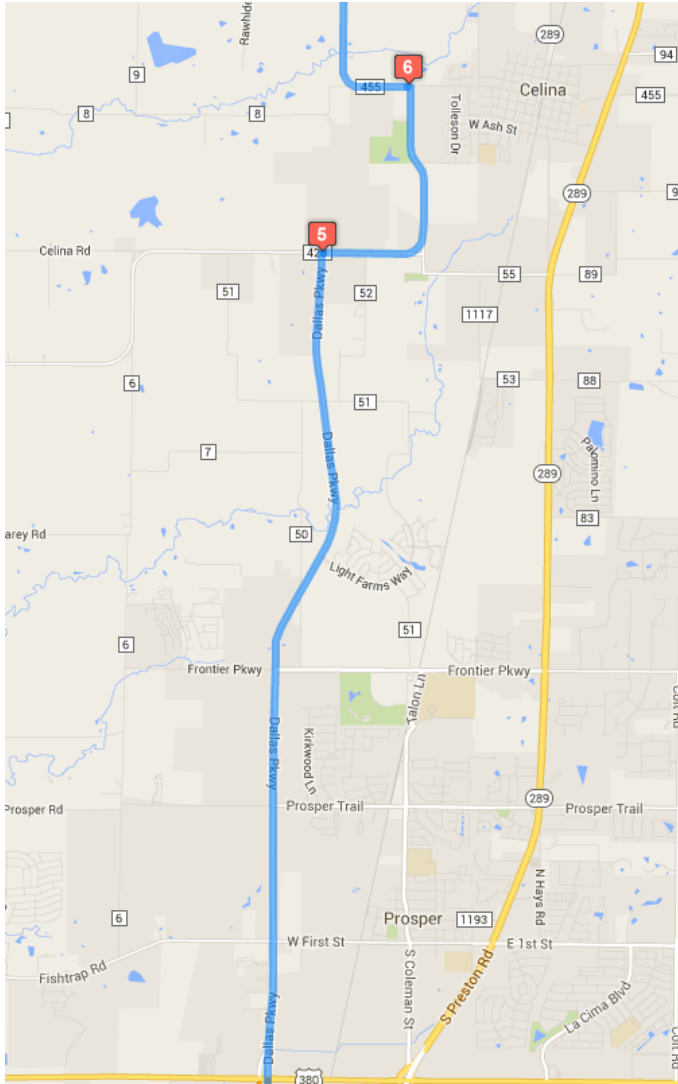 Rawhide
289
94
6
9
455
Celina
455
8
8
Tolleson Dr
W Ash St
289
9
5
Celina Rd
42
55
89
51
Dallas Pkwy
52
1117
6
53
88
51
Dallas Pkwy
7
289
Palomino Ln
83
arey Rd
50
Light Farms Way
51
6
Frontier Pkwy
Frontier Pkwy
Talon Ln
Dallas Pkwy
Kirkwood Ln
289
Prosper Rd
Prosper Trail
Prosper Trail
N Hays Rd
6
Prosper
1193
W First St
E 1st St
Fishtrap Rd
S Coleman St
S Preston Rd
La Cima Blvd
Dallas Pkwy
380